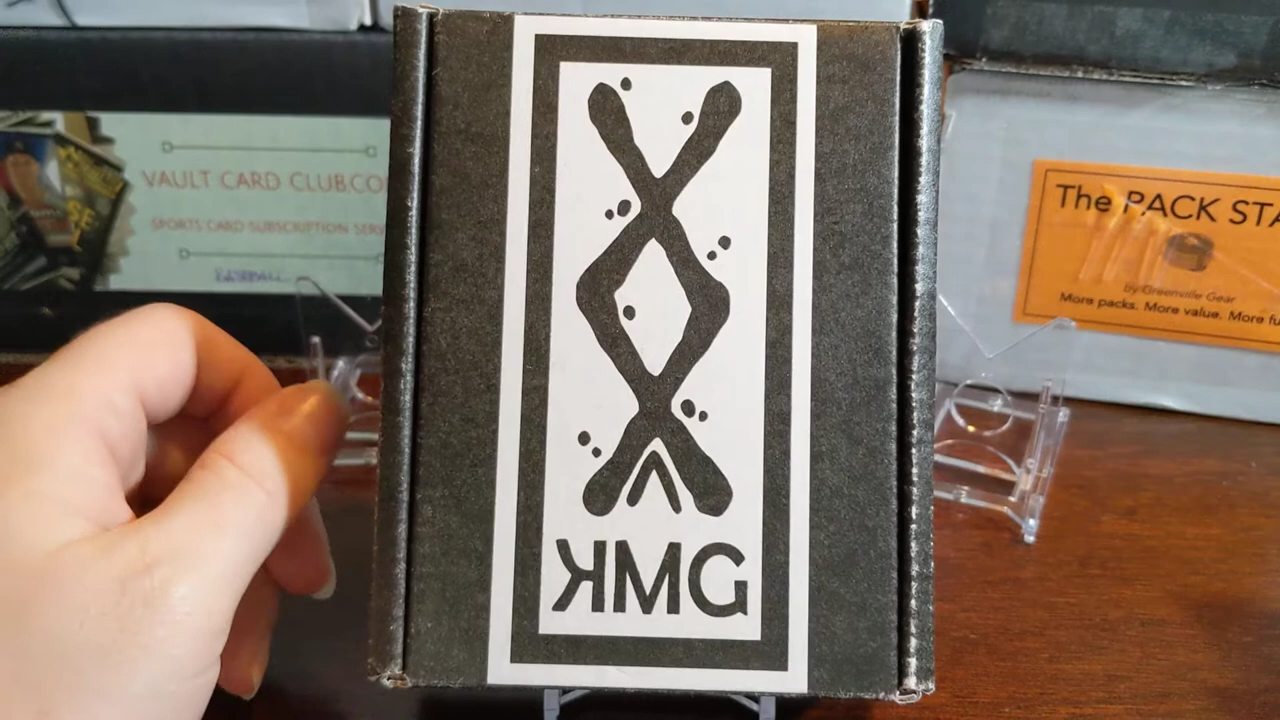 VAULT CARD CLUB.CO
SPORTS CARD SUBSCRIPTION SERV
BASEBALL
The PACK STA
by Greenville Gear
More packs. More value. More fu
KMG